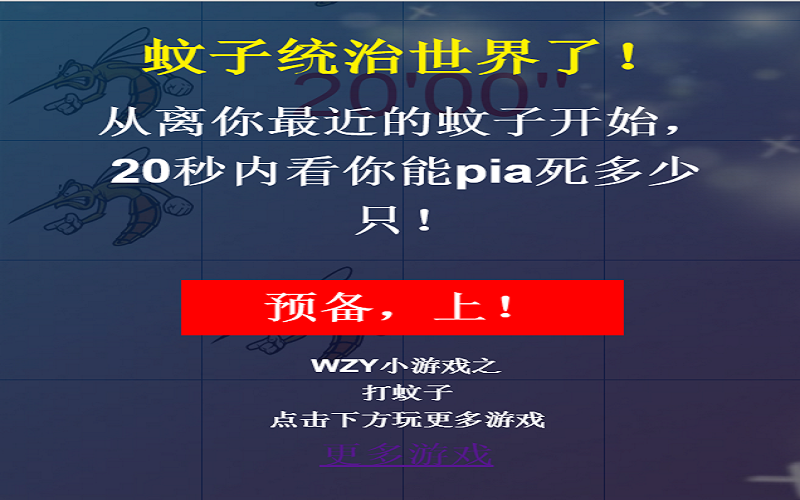 蚊子统治世界了！
20'00"
从离你最近的蚊子开始，
20秒内看你能pia死多少
只！
预备，上！
WZY小游戏之
打蚊子
点击下方玩更多游戏
更多游戏